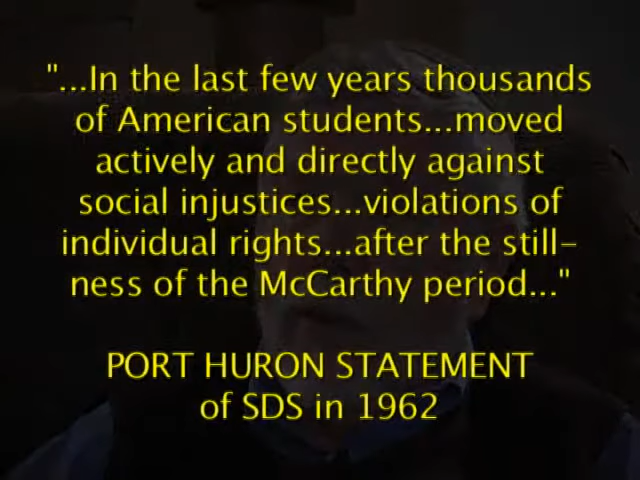 "...In the last few years thousands
of American students...moved
actively and directly against
social injustices...violations of
individual rights...after the still-
ness of the McCarthy period..."
PORT HURON STATEMENT
of SDS in 1962